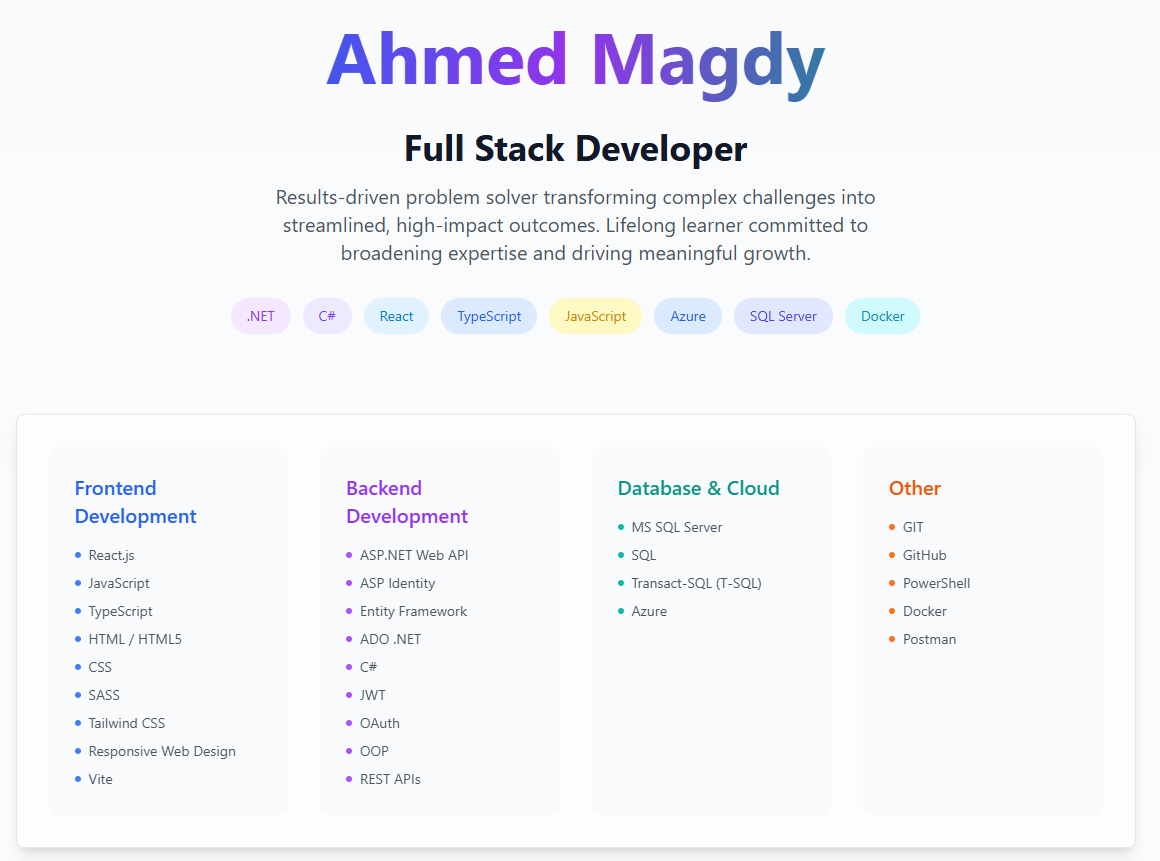 Ahmed Magdy
Full Stack Developer
Results-driven problem solver transforming complex challenges into
streamlined, high-impact outcomes. Lifelong learner committed to
broadening expertise and driving meaningful growth.
.NET C# React TypeScript JavaScript Azure SQL Server Docker
Frontend
Development
React.js
JavaScript
TypeScript
HTML / HTML5
CSS
SASS
Tailwind CSS
Responsive Web Design
Vite
Backend
Development
ASP.NET Web API
ASP Identity
Entity Framework
ADO .NET
C#
JWT
OAuth
OOP
REST APIs
Database & Cloud
MS SQL Server
SQL
Transact-SQL (T-SQL)
Azure
Other
GIT
GitHub
PowerShell
Docker
Postman